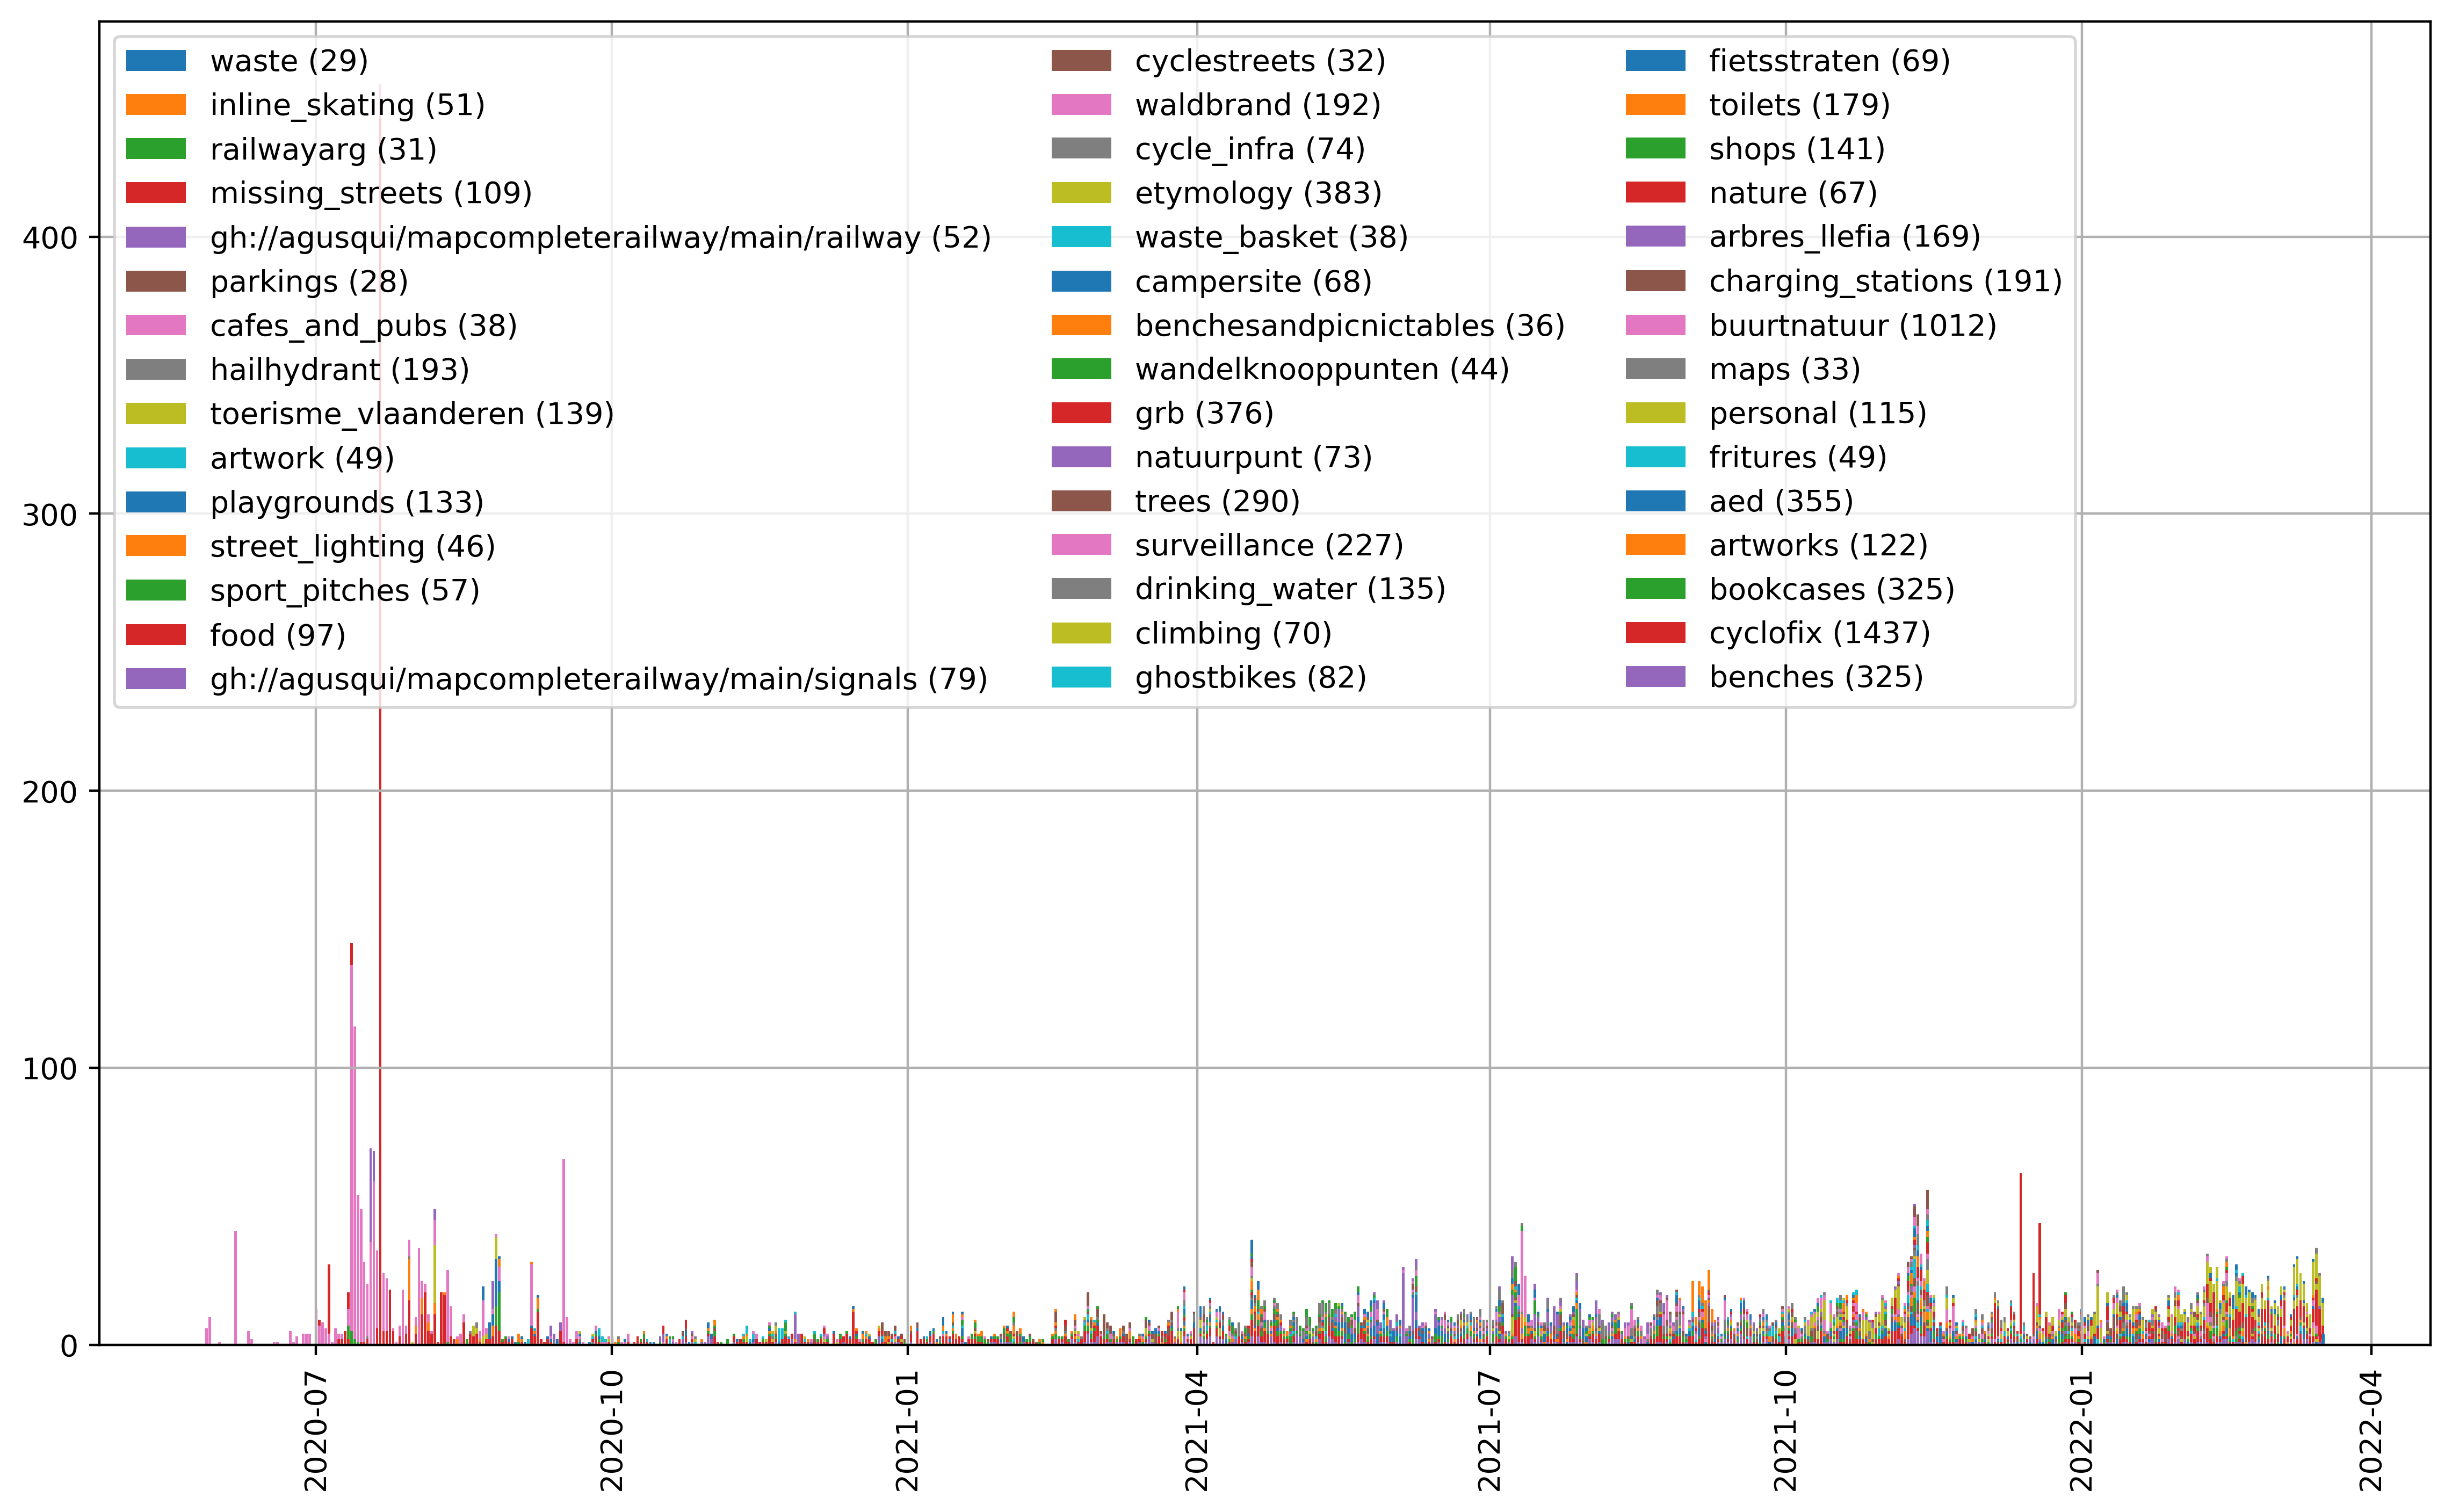 waste (29)
inline_skating (51)
railwayarg (31)
missing_streets (109)
gh://agusqui/mapcompleterailway/main/railway (52)
parkings (28)
cafes_and_pubs (38)
hailhydrant (193)
toerisme_vlaanderen (139)
artwork (49)
playgrounds (133)
street_lighting (46)
sport_pitches (57)
food (97)
gh://agusqui/mapcompleterailway/main/signals (79)
cyclestreets (32)
waldbrand (192)
cycle_infra (74)
etymology (383)
waste_basket (38)
campersite (68)
benchesandpicnictables (36)
wandelknooppunten (44)
grb (376)
natuurpunt (73)
trees (290)
surveillance (227)
drinking_water (135)
climbing (70)
ghostbikes (82)
fietsstraten (69)
toilets (179)
shops (141)
nature (67)
arbres_llefia (169)
charging_stations (191)
buurtnatuur (1012)
maps (33)
personal (115)
fritures (49)
aed (355)
artworks (122)
bookcases (325)
cyclofix (1437)
benches (325)
400
300
200
100
0
2020-07
2020-10
2021-01
2021-04
2021-07
2021-10
2022-01
2022-04